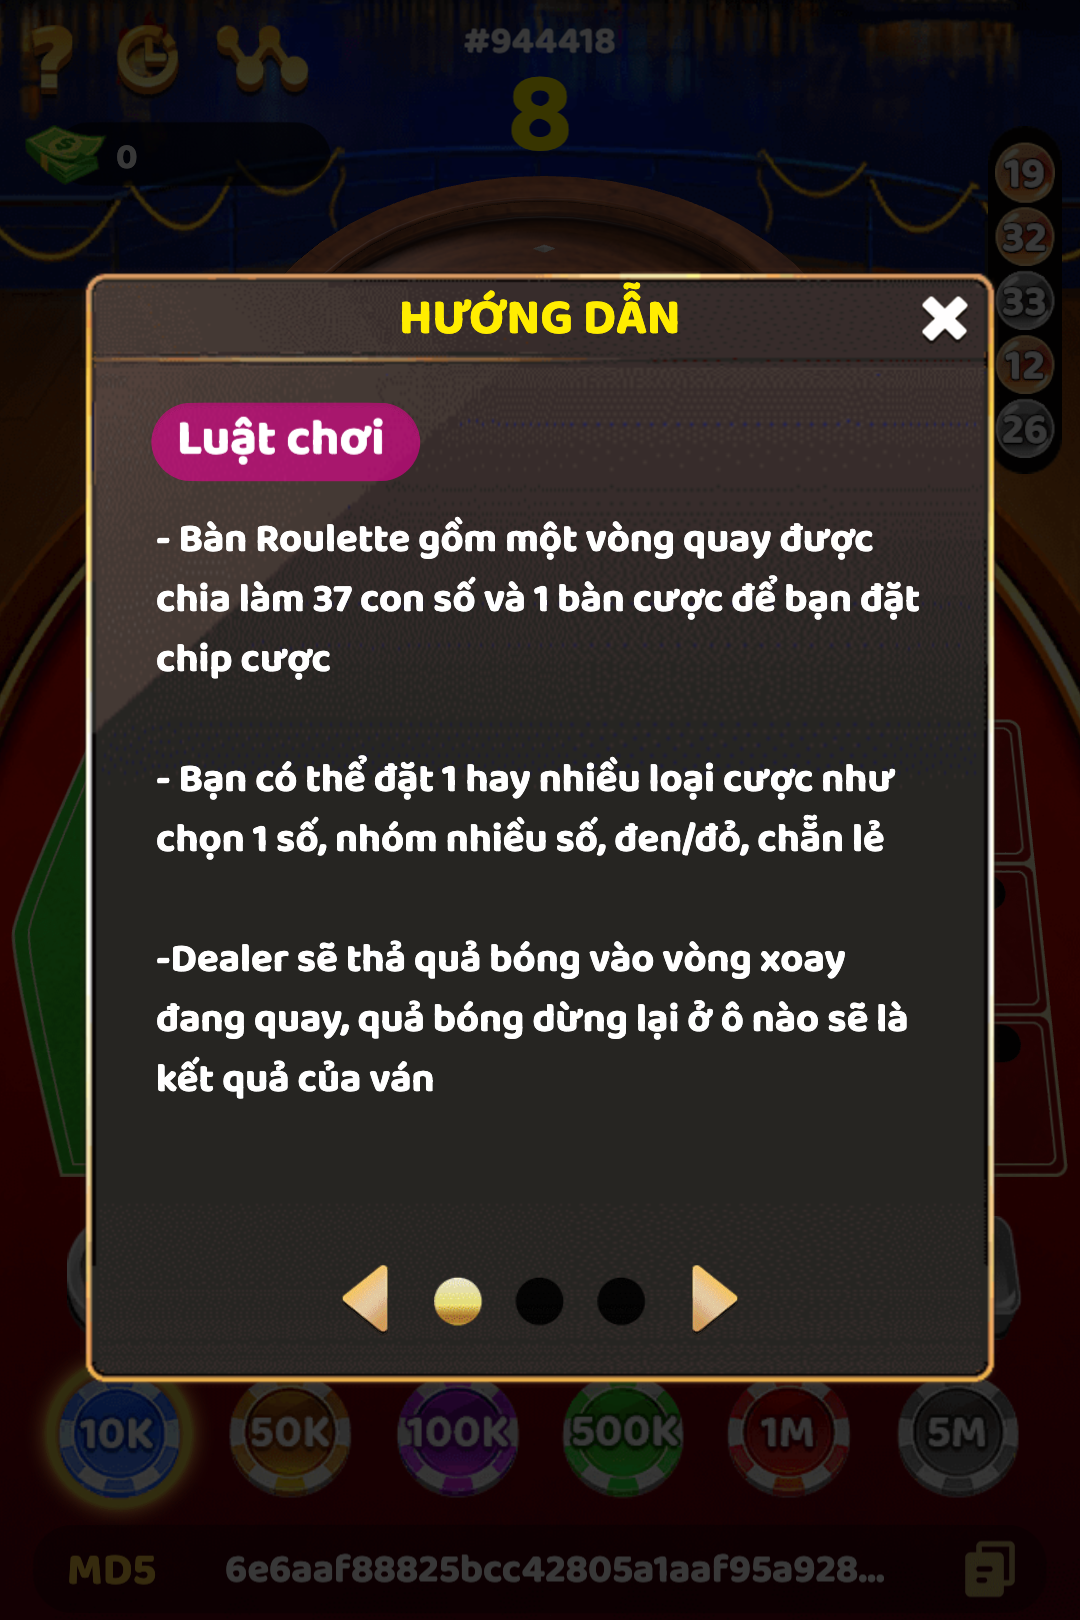 #944418
8
0
19
32
33
12
26
HƯỚNG DẪN
Luật chơi
- Bàn Roulette gồm một vòng quay được
chia làm 37 con số và 1 bàn cược để bạn đặt
chip cược
- Bạn có thể đặt 1 hay nhiều loại cược như
chọn 1 số, nhóm nhiều số, đen/đỏ, chẵn lẻ
-Dealer sẽ thả quả bóng vào vòng xoay
đang quay, quả bóng dừng lại ở ô nào sẽ là
kết quả của ván
10K 50K 100K 500K 1M 5M
MD5 6e6aaf88825bcc42805a1aaf95a928...